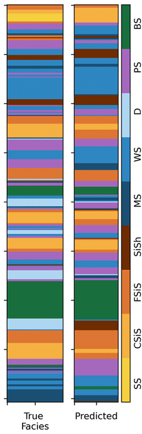 BS
PS
D
WS
MS
SiSh
FSiS
CSiS
SS
True
Facies
Predicted